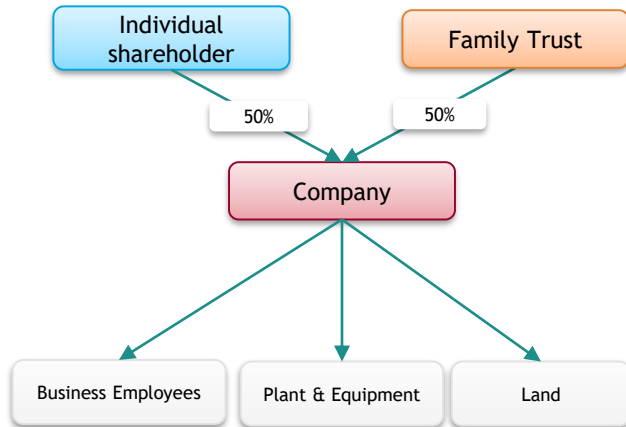 Individual
shareholder
Family Trust
50%
50%
Company
Business Employees
Plant & Equipment
Land